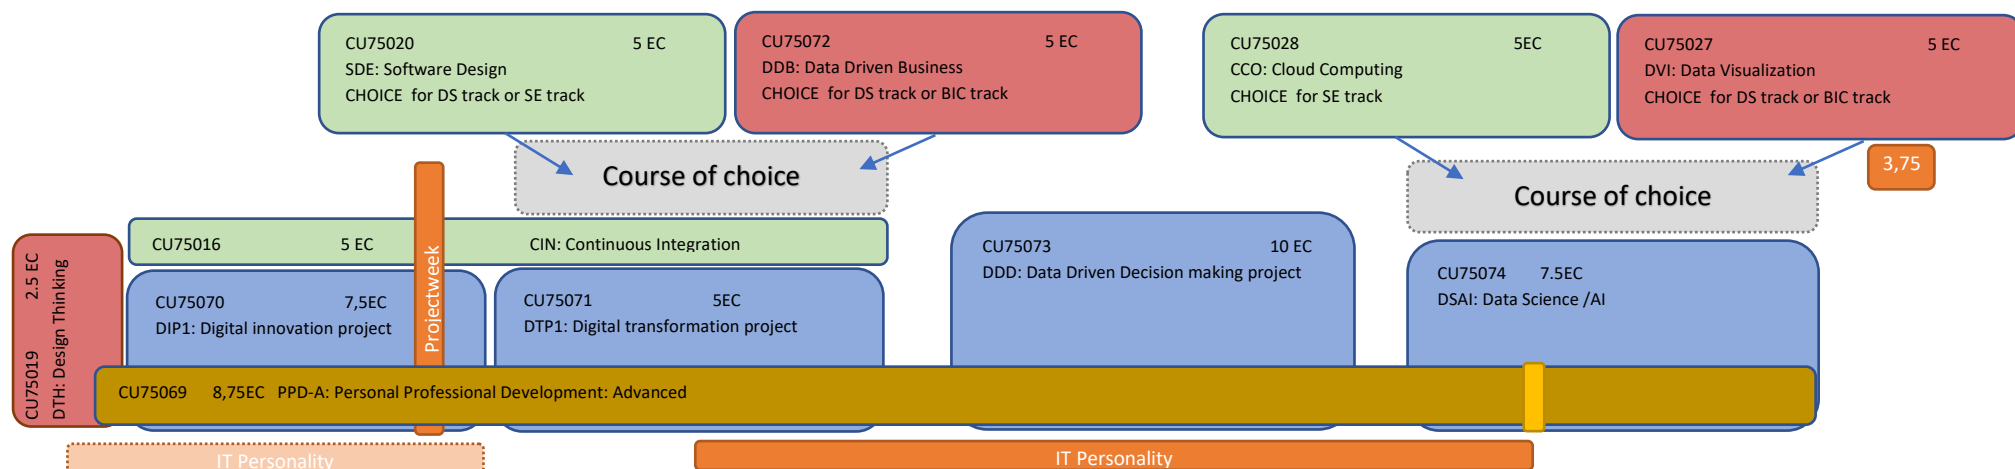 CU75020 5 EC
SDE: Software Design
CHOICE for DS track or SE track
CU75072 5 EC
DDB: Data Driven Business
CHOICE for DS track or BIC track
CU75028 5EC
CCO: Cloud Computing
CHOICE for SE track
CU75027 5 EC
DVI: Data Visualization
CHOICE for DS track or BIC track
Course of choice
3,75
Course of choice
CU75016 5 EC CIN: Continuous Integration
Projectweek
CU75019 2.5 EC
DTH: Design Thinking
CU75070 7,5EC
DIP1: Digital innovation project
CU75071 5EC
DTP1: Digital transformation project
CU75073 10 EC
DDD: Data Driven Decision making project
CU75074 7.5EC
DSAI: Data Science /AI
CU75069 8,75EC PPD-A: Personal Professional Development: Advanced
IT Personality
IT Personality